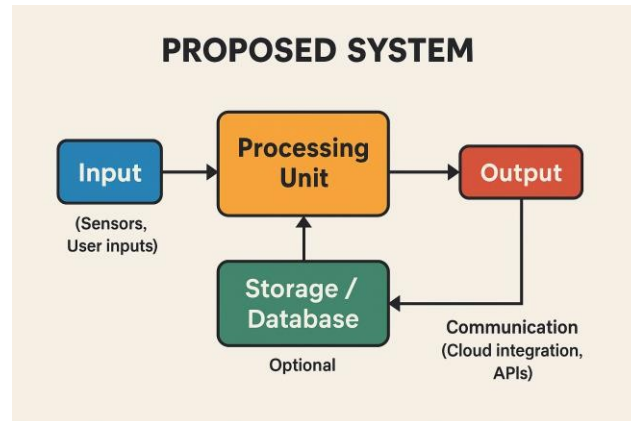 PROPOSED SYSTEM
Input
(Sensors,
User inputs)
Processing
Unit
Output
Storage /
Database
Optional
Communication
(Cloud integration,
APIs)